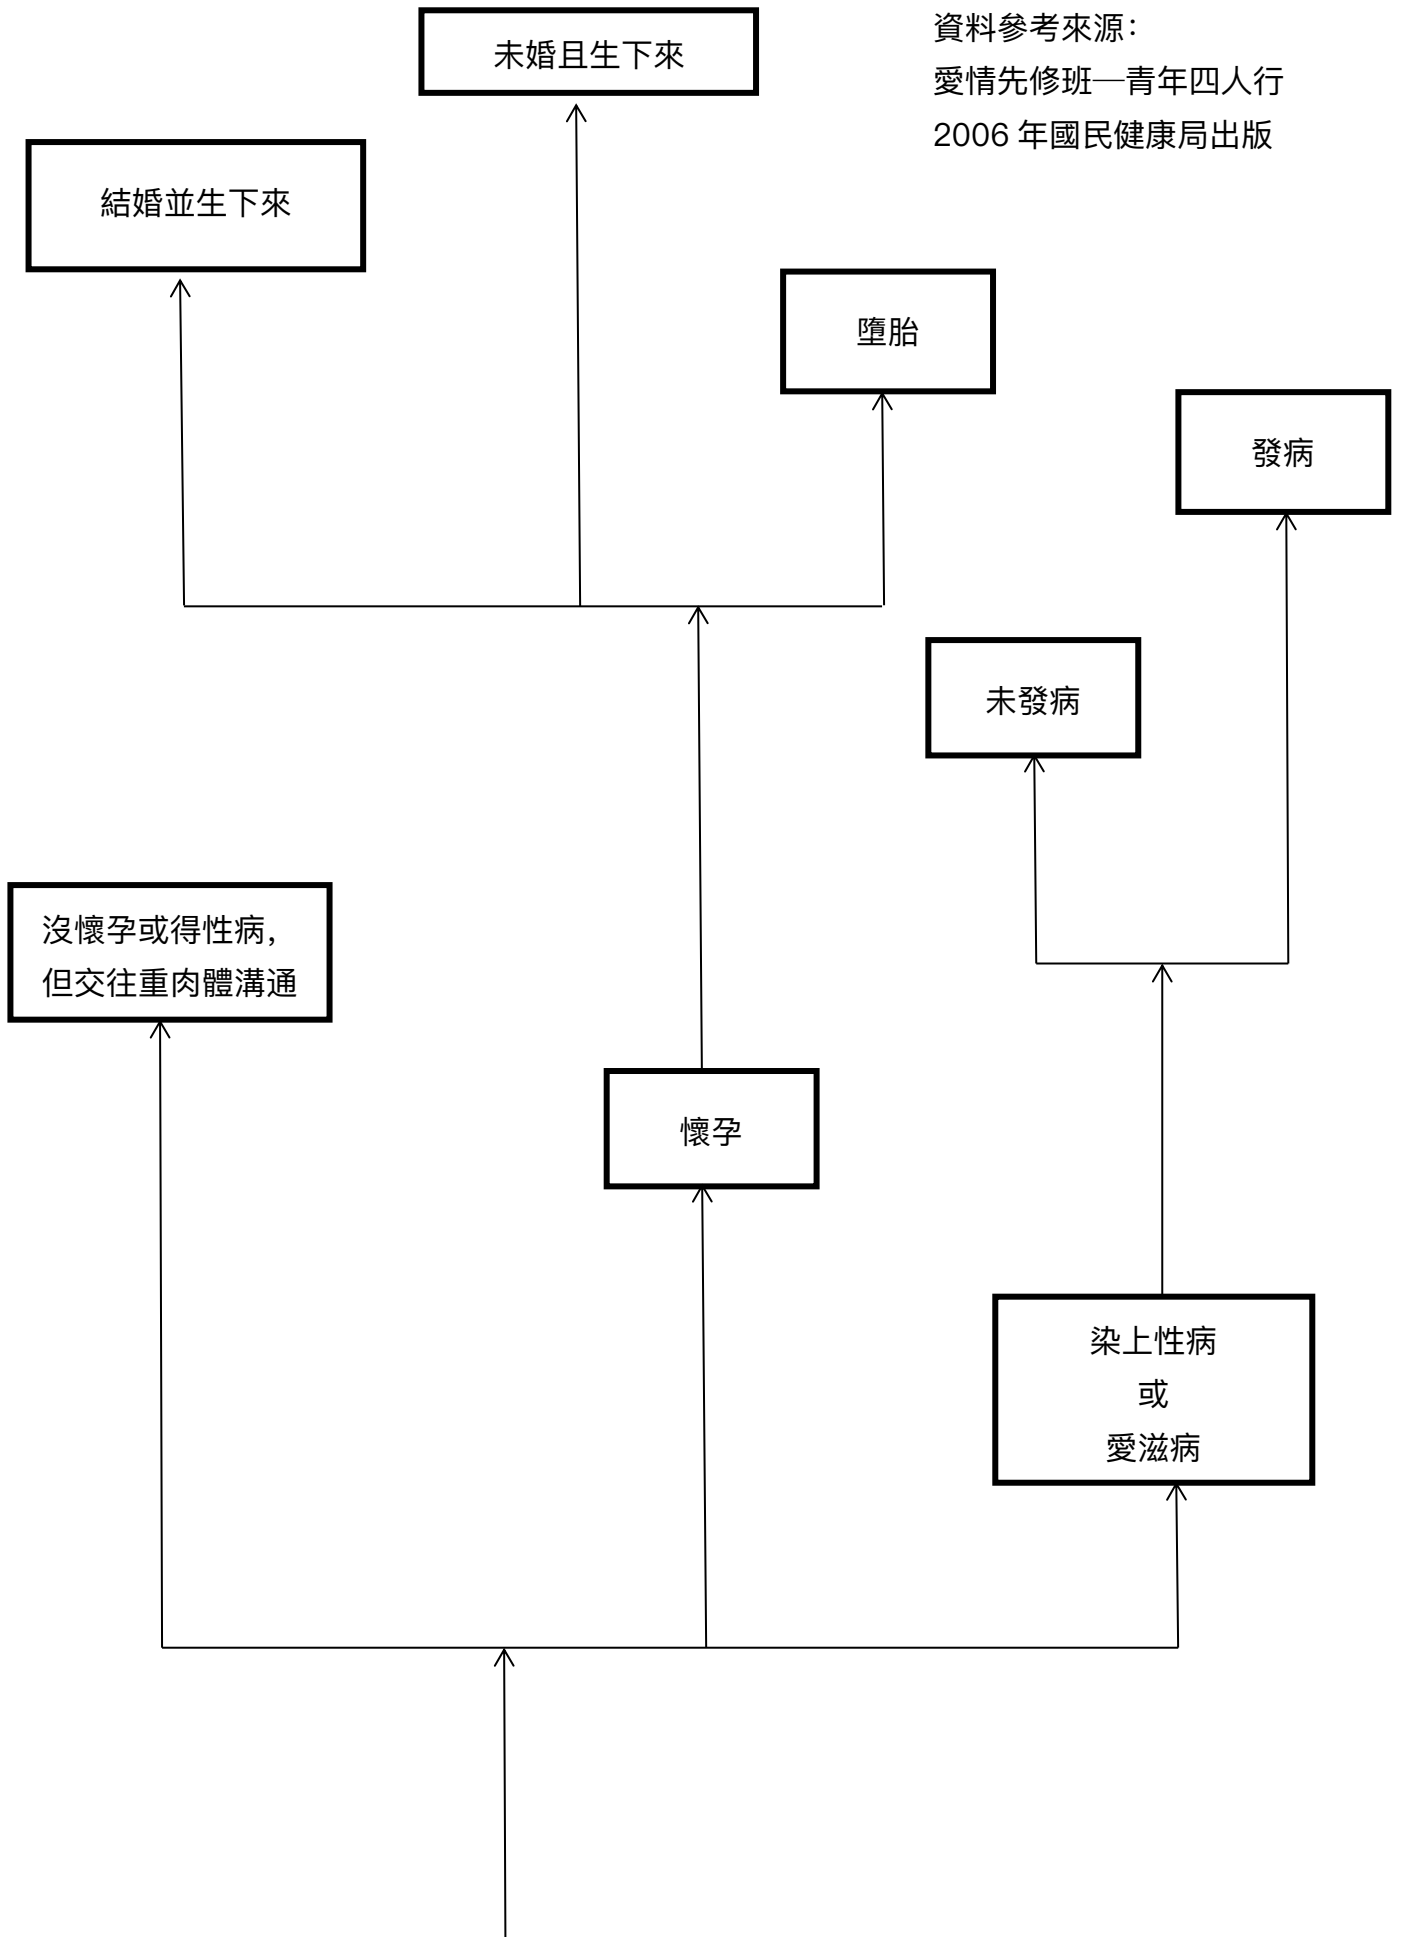 未婚且生下來
資料參考來源：
愛情先修班—青年四人行
2006 年國民健康局出版
結婚並生下來
墮胎
發病
未發病
沒懷孕或得性病，
但交往重肉體溝通
懷孕
染上性病
或
愛滋病